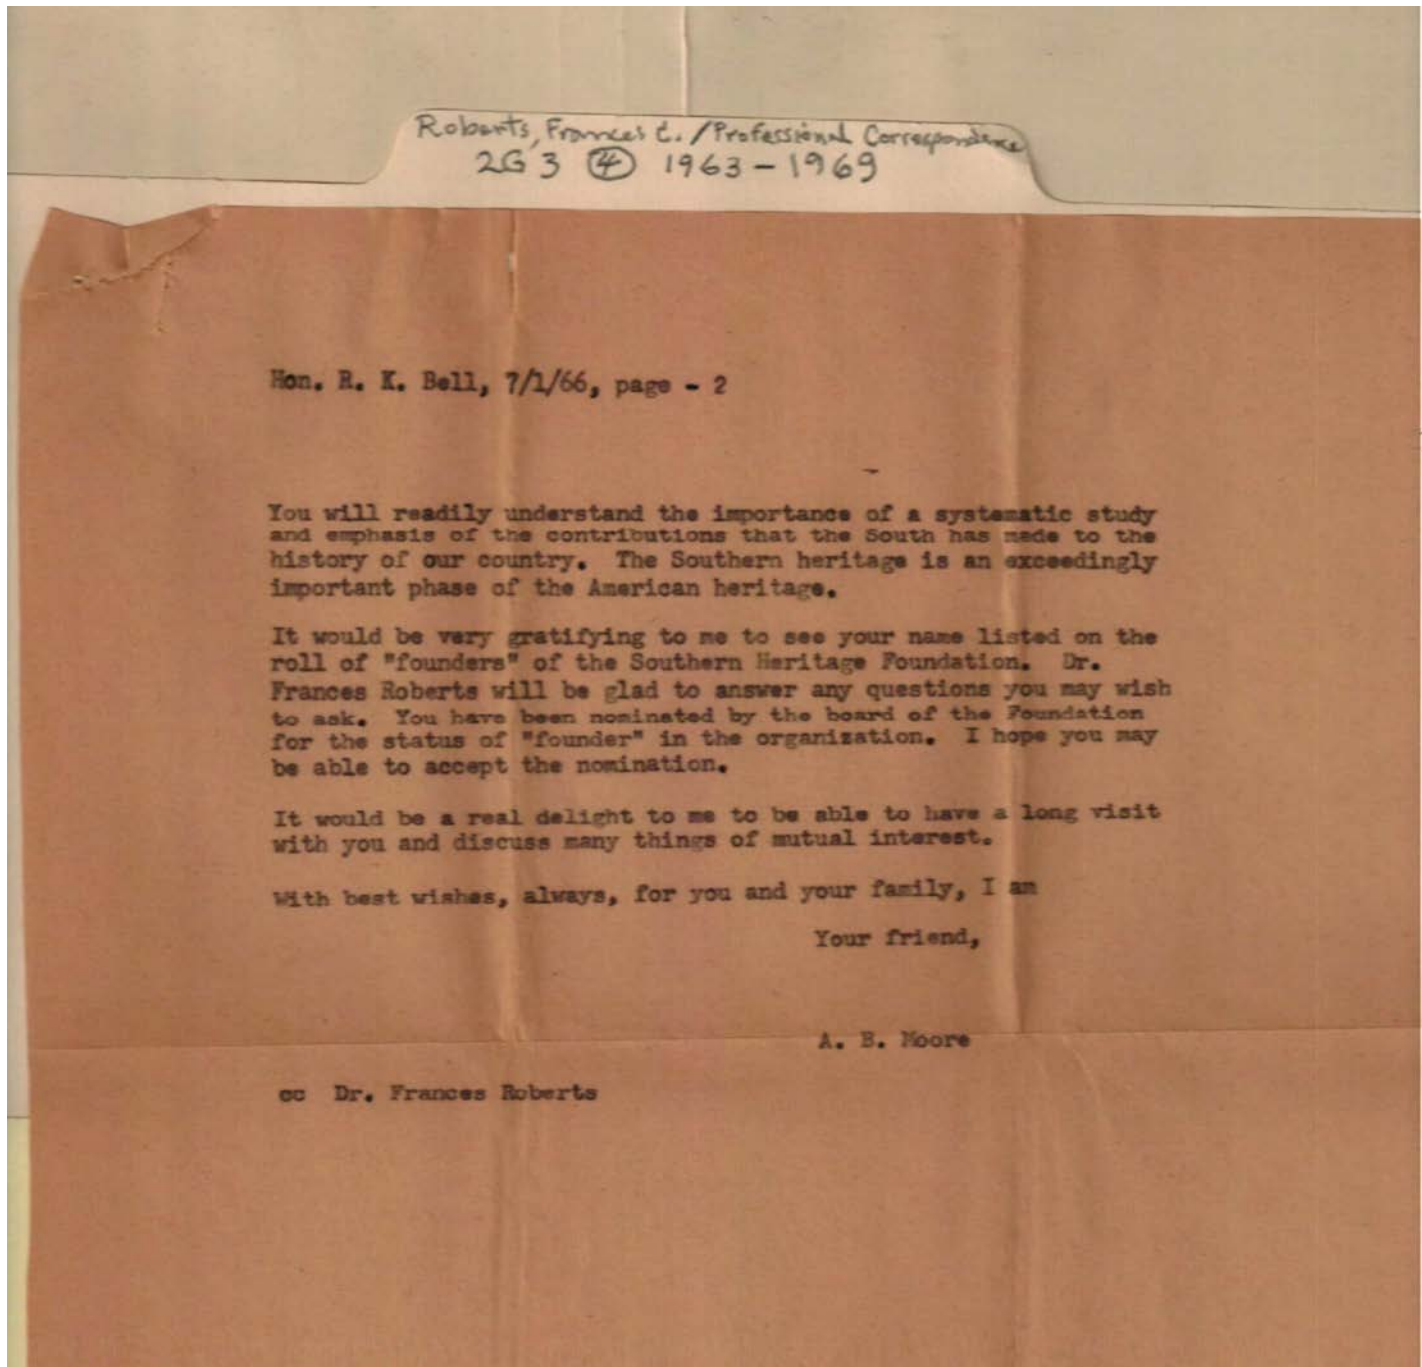 Roberts, Frances C. / Professional Correspondence
2G 3 ④ 1963-1969
Hon. R. K. Bell, 7/1/66, page - 2
You will readily understand the importance of a systematic study
and emphasis of the contributions that the South has made to the
history of our country. The Southern heritage is an exceedingly
important phase of the American heritage.
It would be very gratifying to me to see your name listed on the
roll of "founders" of the Southern Heritage Foundation. Dr.
Frances Roberts will be glad to answer any questions you may wish
to ask. You have been nominated by the board of the Foundation
for the status of "founder" in the organization. I hope you may
be able to accept the nomination.
It would be a real delight to me to be able to have a long visit
with you and discuss many things of mutual interest.
With best wishes, always, for you and your family, I am
Your friend,
A. B. Moore
cc Dr. Frances Roberts